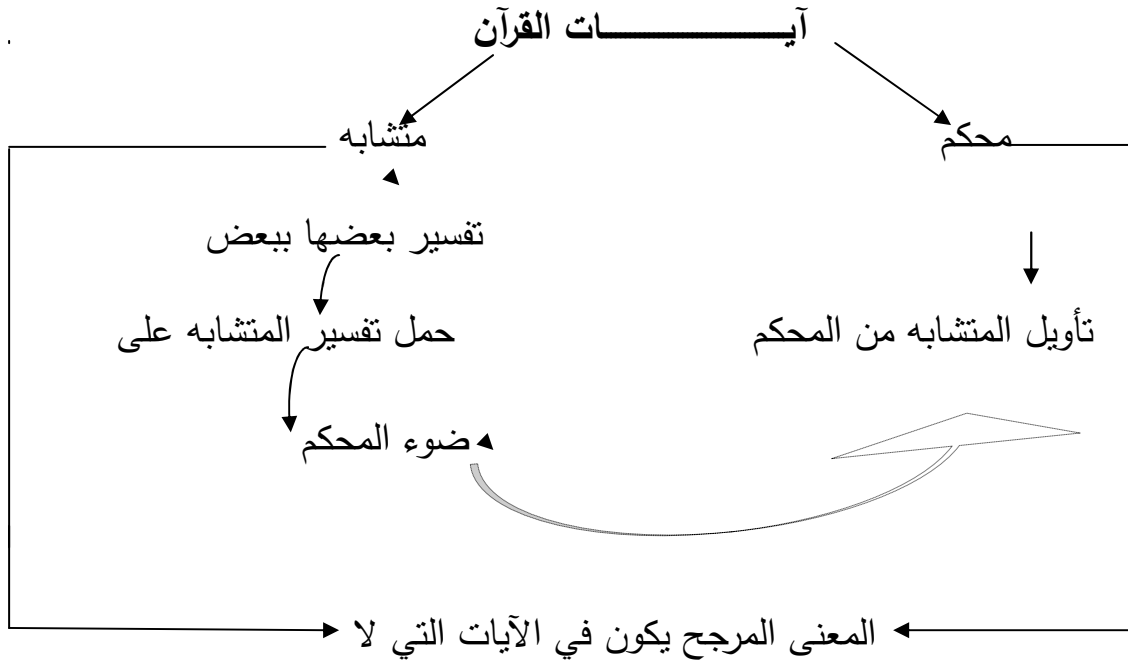 آيــــــــــــات القرآن
محكم
متشابه
تفسير بعضها ببعض
تأويل المتشابه من المحكم
حمل تفسير المتشابه على
ضوء المحكم
المعنى المرجح يكون في الآيات التي لا